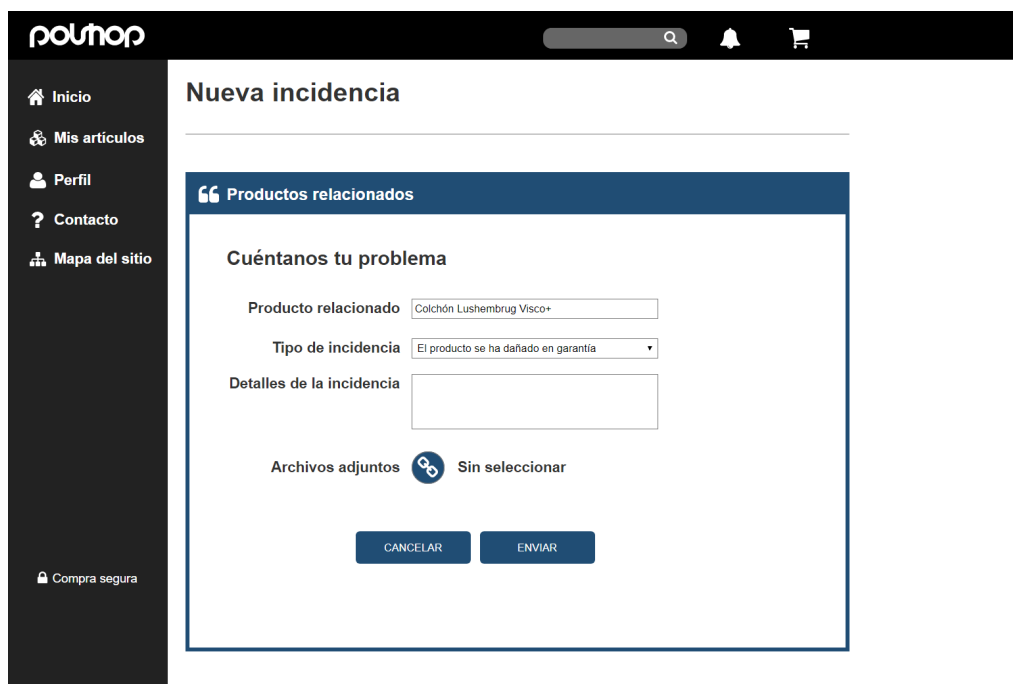 polshop
Nueva incidencia
Inicio
Mis artículos
Perfil
Contacto
Mapa del sitio
Productos relacionados
Cuéntanos tu problema
Producto relacionado Colchón Lushembrug Visco+
Tipo de incidencia El producto se ha dañado en garantía
Detalles de la incidencia
Archivos adjuntos Sin seleccionar
CANCELAR ENVIAR
Compra segura